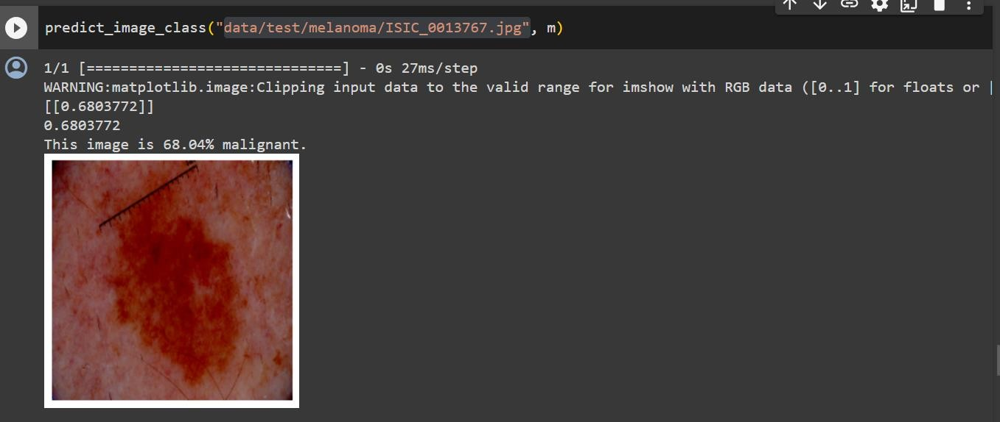 predict_image_class("data/test/melanoma/ISIC_0013767.jpg", m)
1/1 [==============================] - 0s 27ms/step
WARNING:matplotlib.image:Clipping input data to the valid range for imshow with RGB data ([0..1] for floats or
[[0.6803772]]
0.6803772
This image is 68.04% malignant.